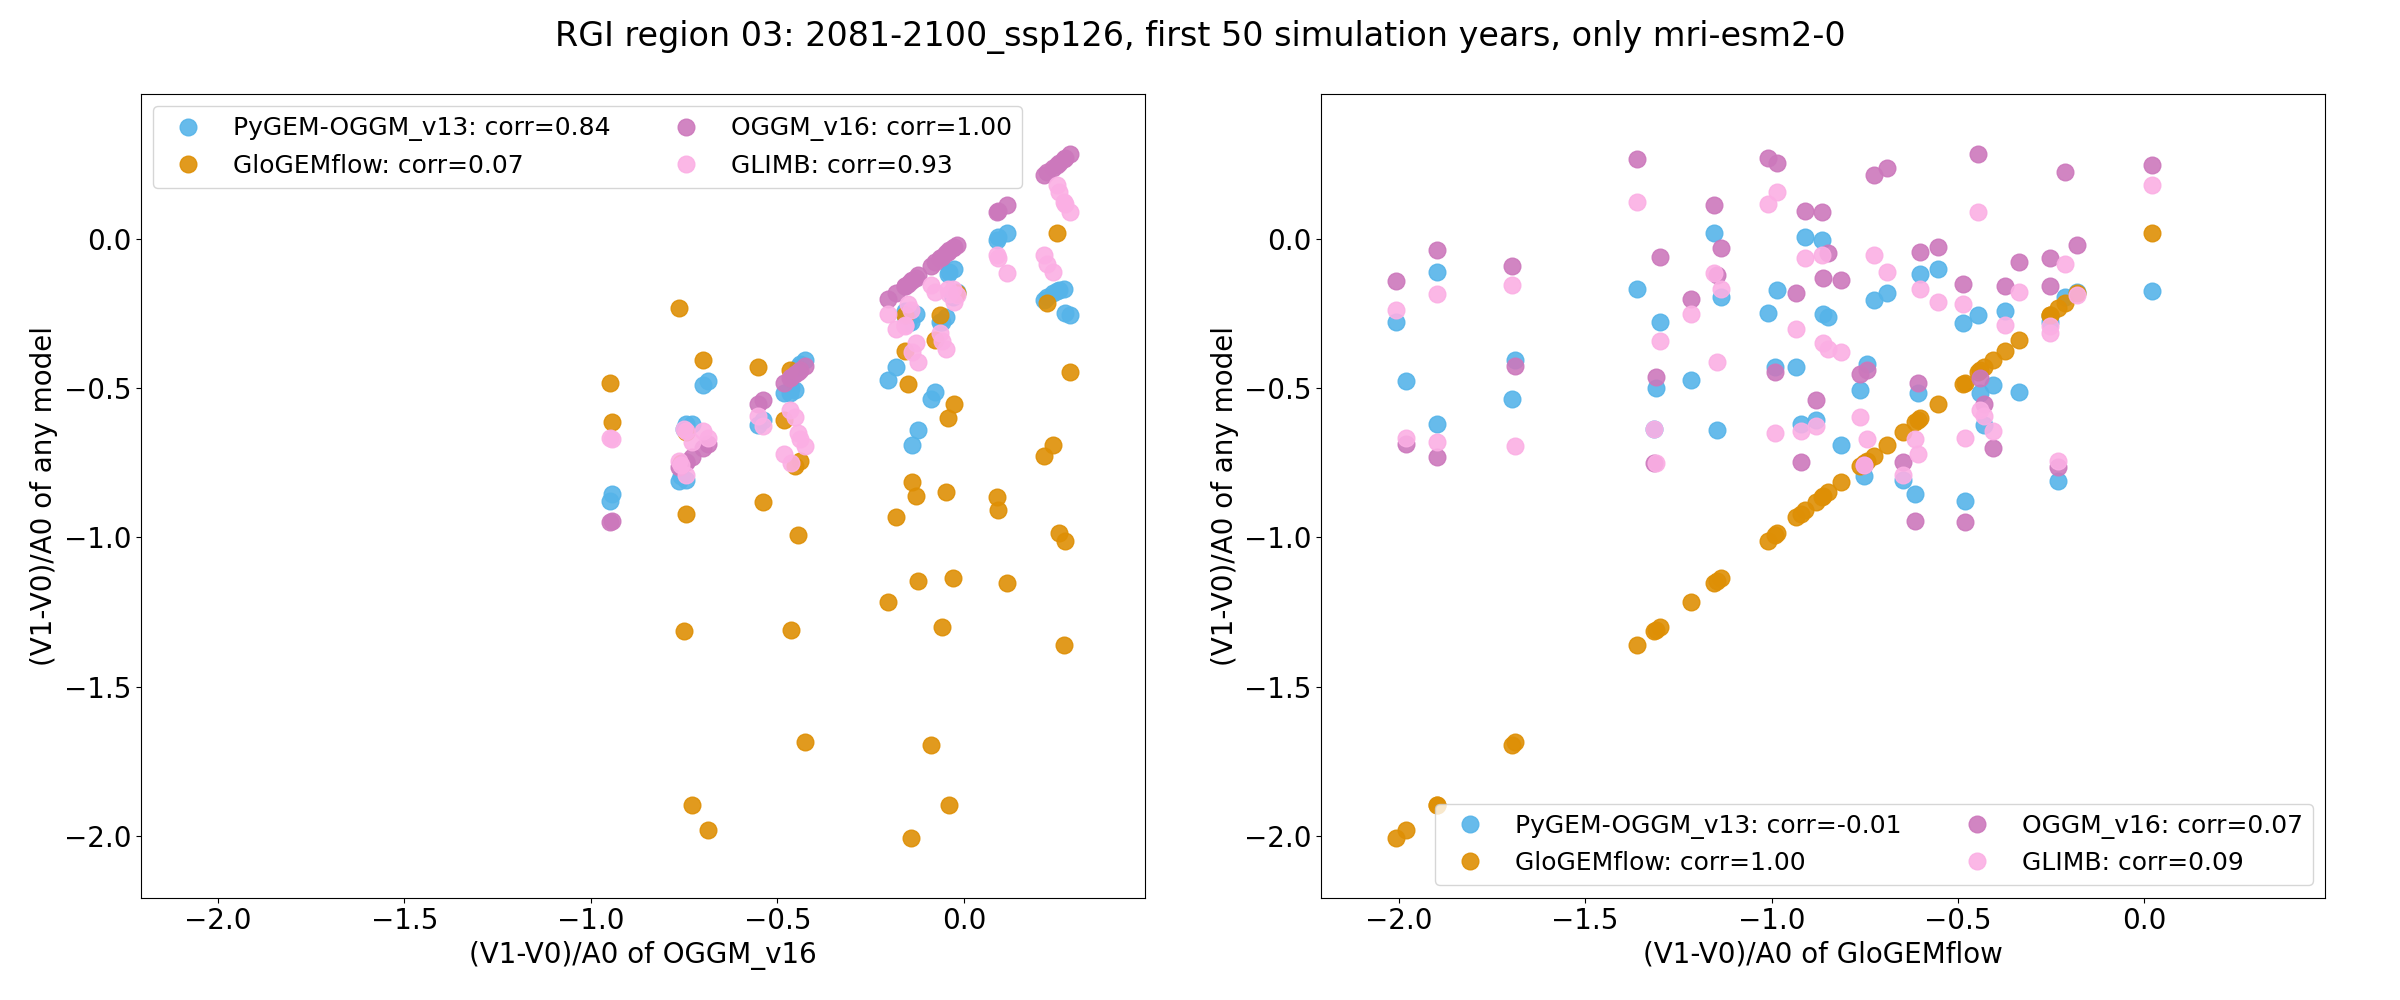 RGI region 03: 2081-2100_ssp126, first 50 simulation years, only mri-esm2-0
PyGEM-OGGM_v13: corr=0.84
GloGEMflow: corr=0.07
OGGM_v16: corr=1.00
GLIMB: corr=0.93
(V1-V0)/A0 of any model
0.0
−0.5
−1.0
−1.5
−2.0
−2.0 −1.5 −1.0 −0.5 0.0
(V1-V0)/A0 of OGGM_v16
(V1-V0)/A0 of any model
0.0
−0.5
−1.0
−1.5
−2.0
PyGEM-OGGM_v13: corr=-0.01
GloGEMflow: corr=1.00
OGGM_v16: corr=0.07
GLIMB: corr=0.09
−2.0 −1.5 −1.0 −0.5 0.0
(V1-V0)/A0 of GloGEMflow